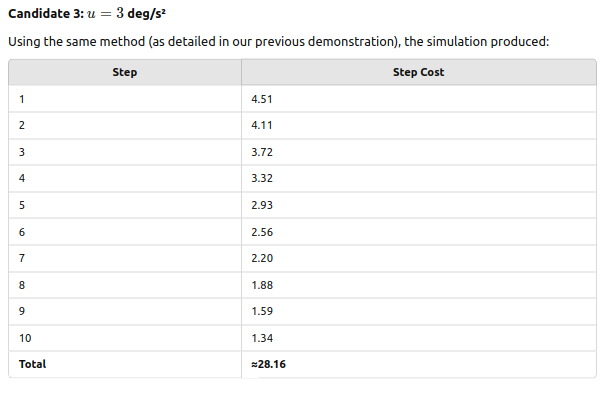 Candidate 3: u = 3 deg/s²
Using the same method (as detailed in our previous demonstration), the simulation produced:
Step Step Cost
1 4.51
2 4.11
3 3.72
4 3.32
5 2.93
6 2.56
7 2.20
8 1.88
9 1.59
10 1.34
Total ≈28.16